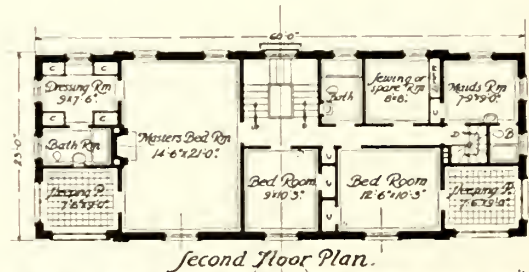 60'-0"
23'-0"
Dressing Rm
9'x7'-6"
Bath Rm
Sleeping P.
7'-6"x9'-0"
Masters Bed Rm
14'-6"x21'-0"
Bath
Sewing or
spare Rm
8'x8'
Maids Rm
7'-9"x9'-0"
Bed Room
9'x10'-3"
Bed Room
12'-6"x10'-3"
D
B
Sleeping P.
7'-6"x9'-0"
C
C
C
C
C
C
C
Second Floor Plan.